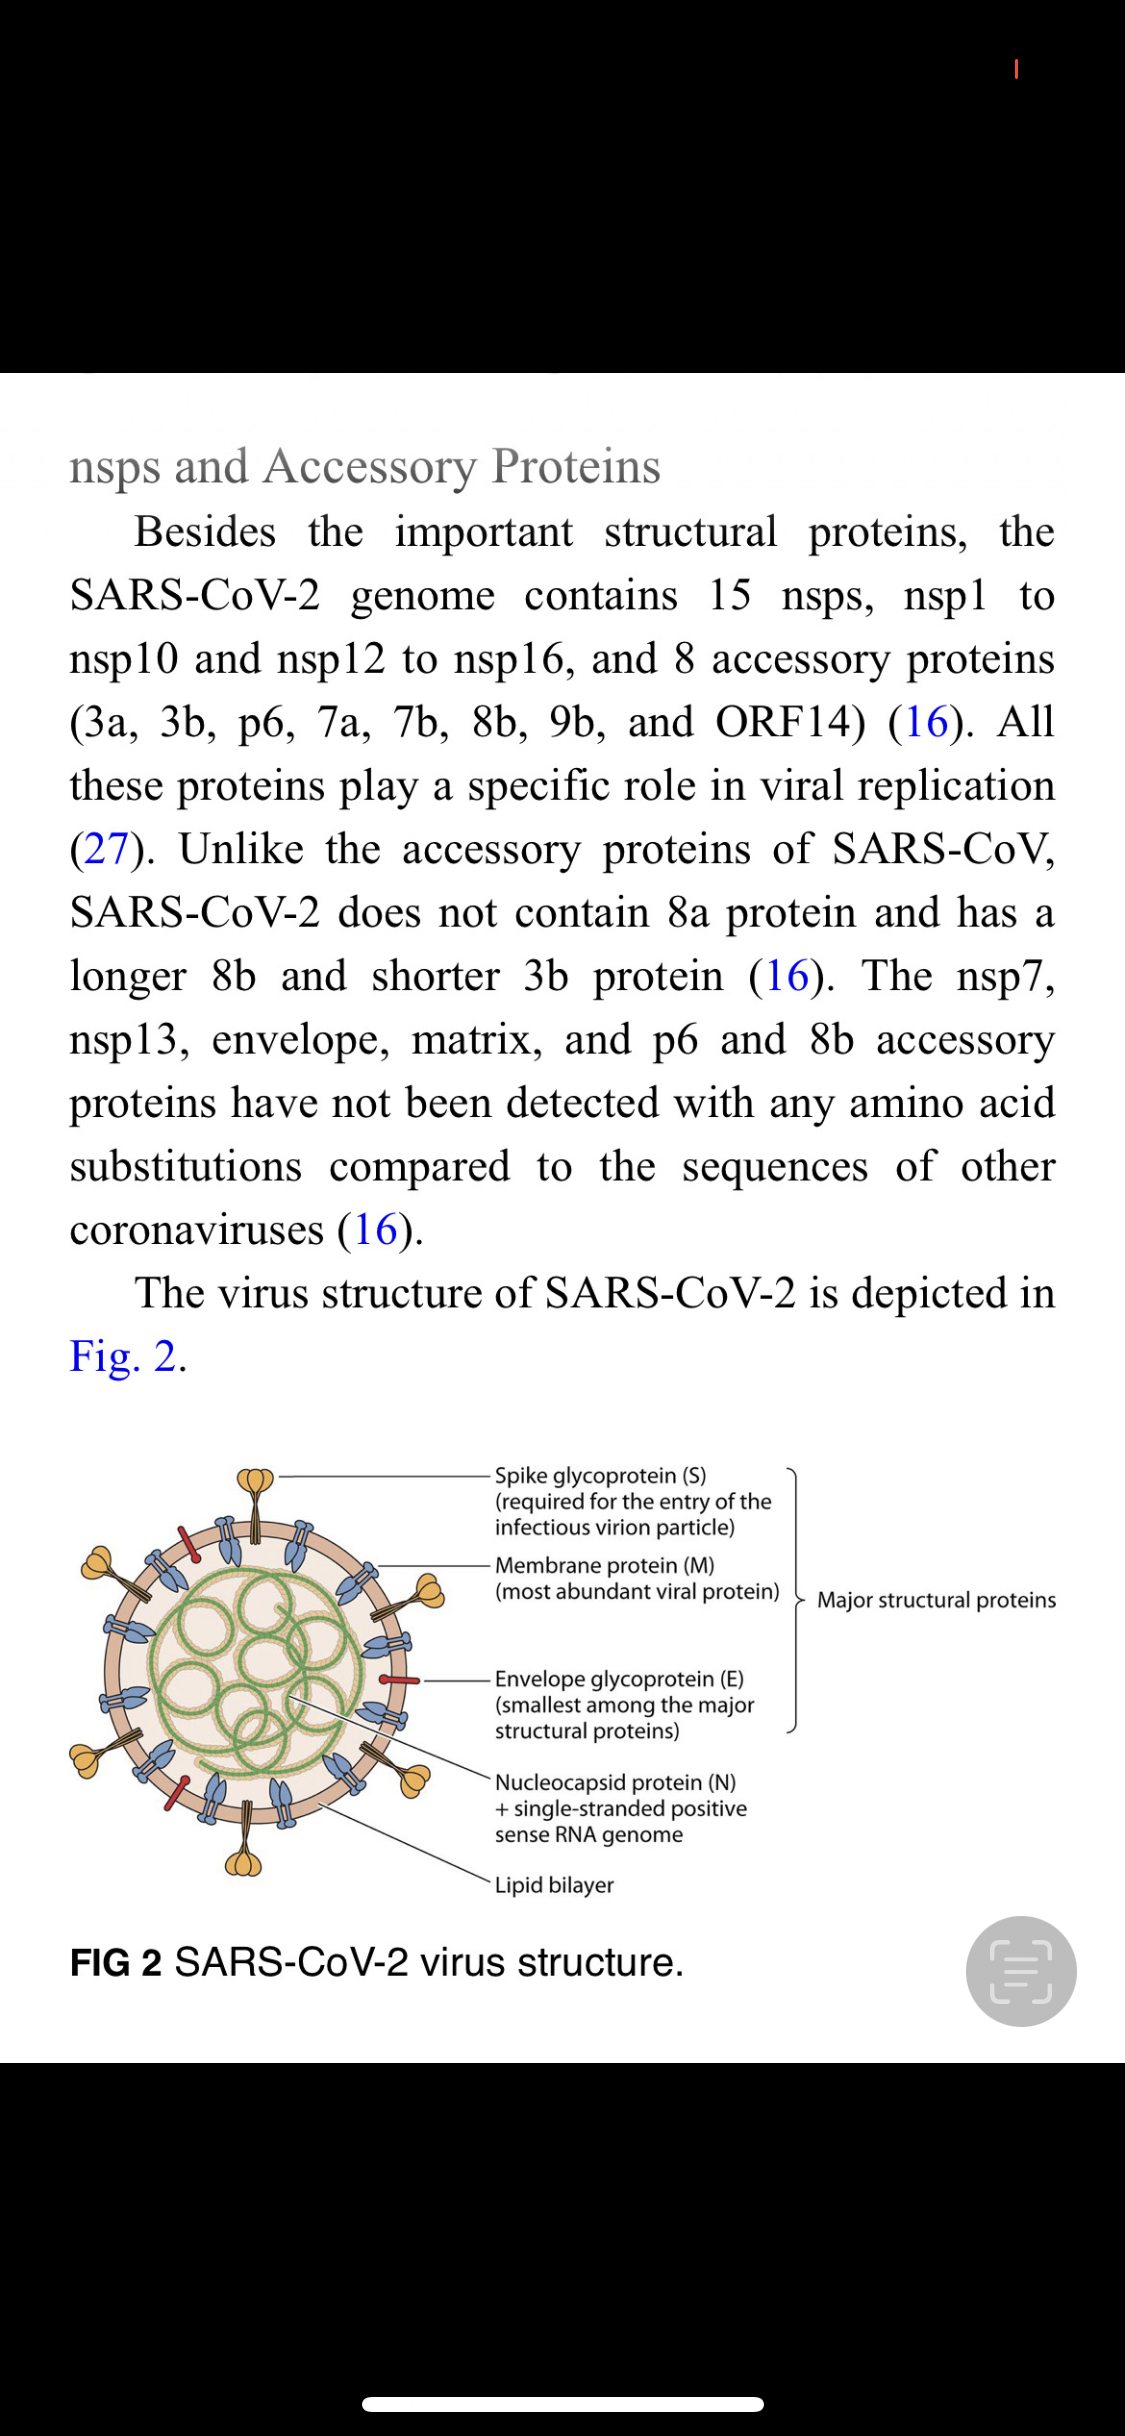 nsps and Accessory Proteins
Besides the important structural proteins, the
SARS-CoV-2 genome contains 15 nsps, nsp1 to
nsp10 and nsp12 to nsp16, and 8 accessory proteins
(3a, 3b, p6, 7a, 7b, 8b, 9b, and ORF14) (16). All
these proteins play a specific role in viral replication
(27). Unlike the accessory proteins of SARS-CoV,
SARS-CoV-2 does not contain 8a protein and has a
longer 8b and shorter 3b protein (16). The nsp7,
nsp13, envelope, matrix, and p6 and 8b accessory
proteins have not been detected with any amino acid
substitutions compared to the sequences of other
coronaviruses (16).
The virus structure of SARS-CoV-2 is depicted in
Fig. 2.
Spike glycoprotein (S)
(required for the entry of the
infectious virion particle)
Membrane protein (M)
(most abundant viral protein)
Major structural proteins
Envelope glycoprotein (E)
(smallest among the major
structural proteins)
Nucleocapsid protein (N)
+ single-stranded positive
sense RNA genome
Lipid bilayer
FIG 2 SARS-CoV-2 virus structure.